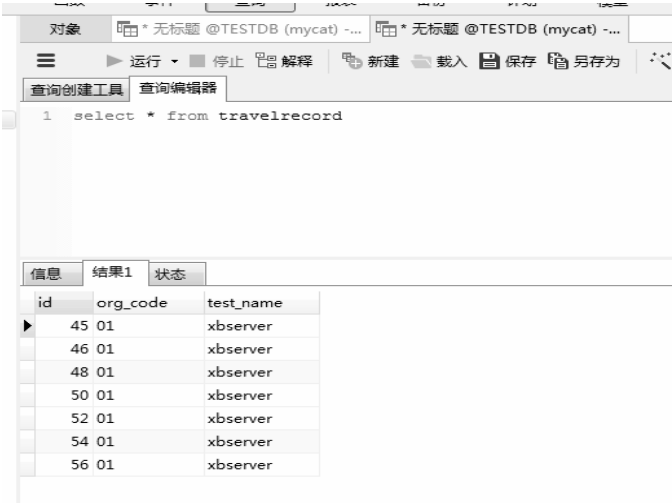 对象 * 无标题 @TESTDB (mycat) -... * 无标题 @TESTDB (mycat) -...
运行 停止 解释 新建 载入 保存 另存为
查询创建工具 查询编辑器
1 select * from travelrecord
信息 结果1 状态
id org_code test_name
45 01 xbserver
46 01 xbserver
48 01 xbserver
50 01 xbserver
52 01 xbserver
54 01 xbserver
56 01 xbserver